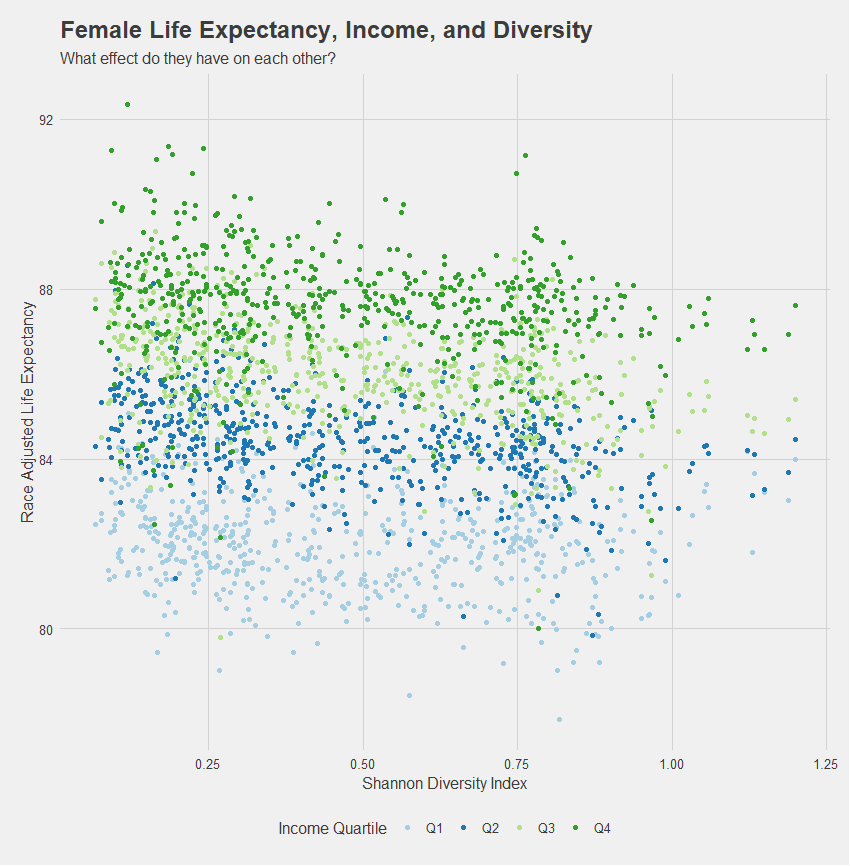 Female Life Expectancy, Income, and Diversity
What effect do they have on each other?
Race Adjusted Life Expectancy
92
88
84
80
0.25 0.50 0.75 1.00 1.25
Shannon Diversity Index
Income Quartile Q1 Q2 Q3 Q4